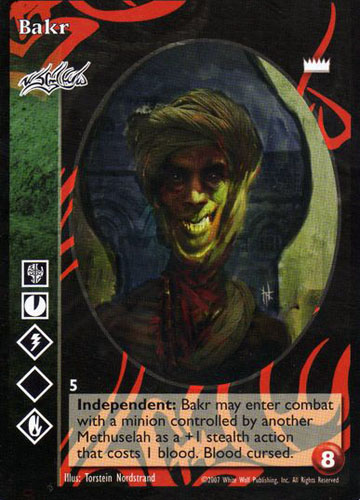 Bakr
5
Independent: Bakr may enter combat
with a minion controlled by another
Methuselah as a +1 stealth action
that costs 1 blood. Blood cursed.
8
Illus: Torstein Nordstrand
©2007 White Wolf Publishing, Inc. All Rights Reserved